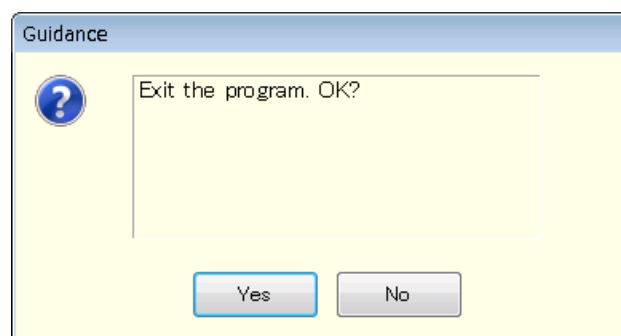 Guidance
Exit the program. OK?
Yes
No